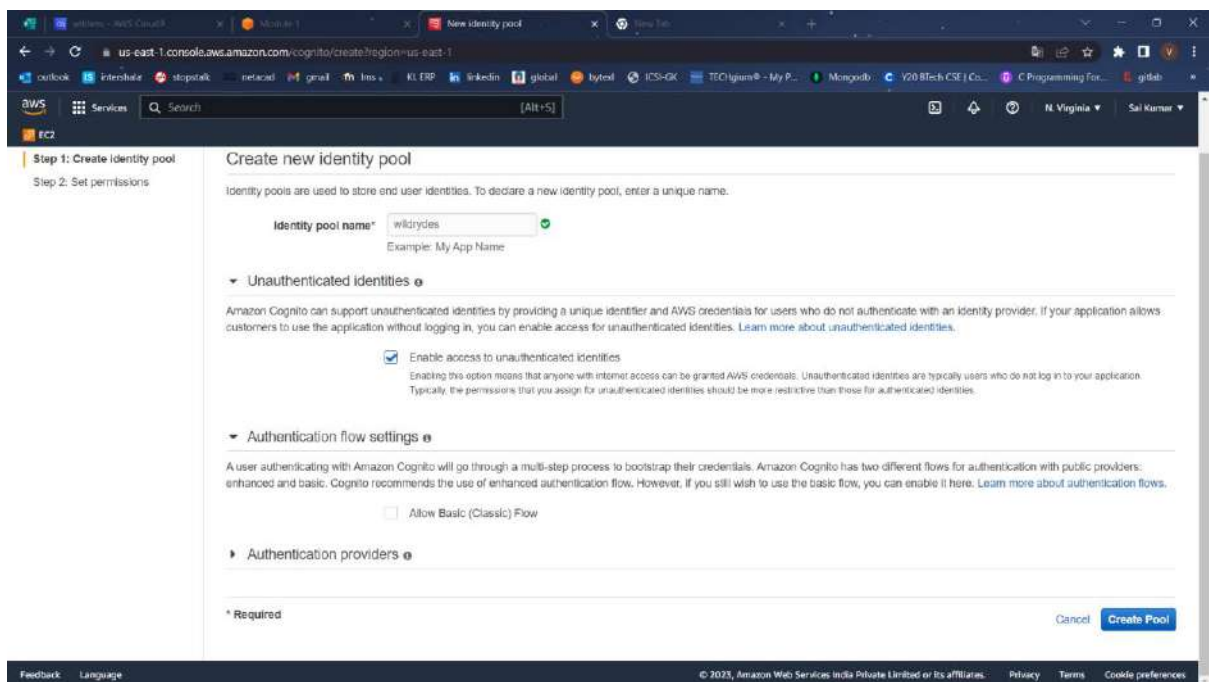 Module 1
New identity pool
New Tab
us-east-1.console.aws.amazon.com/cognito/create?region=us-east-1
outlook
IS intershala
stopstalk
netacad
gmail
lms
KL ERP
linkedin
global
byte
ICSI-GK
TECHgium® - My P...
Mongodb
Y20 BTech CSE | Co...
C Programming For...
gitlab
aws
Services
Search
[Alt+S]
N. Virginia
Sai Kumar
EC2
Step 1: Create identity pool
Step 2: Set permissions
Create new identity pool
Identity pools are used to store end user identities. To declare a new identity pool, enter a unique name.
Identity pool name*
wildrydes
Example: My App Name
Unauthenticated identities
Amazon Cognito can support unauthenticated identities by providing a unique identifier and AWS credentials for users who do not authenticate with an identity provider. If your application allows
customers to use the application without logging in, you can enable access for unauthenticated identities. Learn more about unauthenticated identities.
Enable access to unauthenticated identities
Enabling this option means that anyone with internet access can be granted AWS credentials. Unauthenticated identities are typically users who do not log in to your application.
Typically, the permissions that you assign for unauthenticated identities should be more restrictive than those for authenticated identities.
Authentication flow settings
A user authenticating with Amazon Cognito will go through a multi-step process to bootstrap their credentials. Amazon Cognito has two different flows for authentication with public providers:
enhanced and basic. Cognito recommends the use of enhanced authentication flow. However, if you still wish to use the basic flow, you can enable it here. Learn more about authentication flows.
Allow Basic (Classic) Flow
Authentication providers
* Required
Cancel
Create Pool
Feedback
Language
© 2023, Amazon Web Services India Private Limited or its affiliates.
Privacy
Terms
Cookie preferences